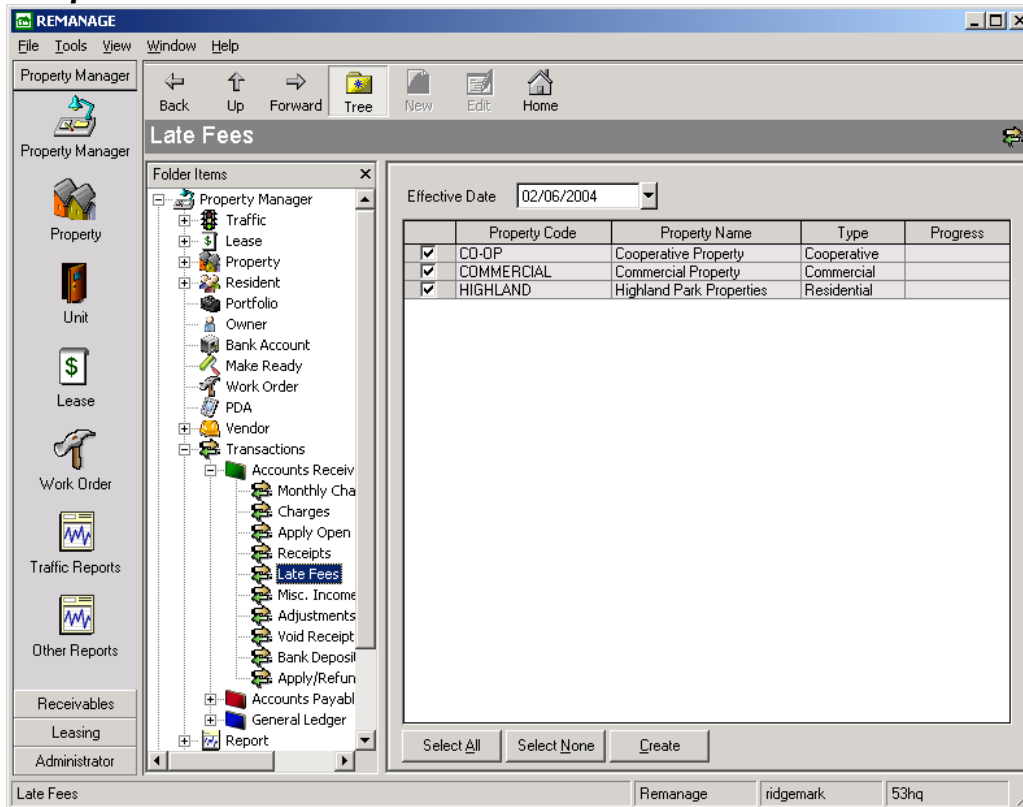 REMANAGE
File Tools View Window Help
Property Manager
Property Manager
Property
Unit
Lease
Work Order
Traffic Reports
Other Reports
Receivables
Leasing
Administrator
Back Up Forward Tree New Edit Home
Late Fees
Folder Items
Property Manager
Traffic
Lease
Property
Resident
Portfolio
Owner
Bank Account
Make Ready
Work Order
PDA
Vendor
Transactions
Accounts Receiv
Monthly Cha
Charges
Apply Open
Receipts
Late Fees
Misc. Income
Adjustments
Void Receipt
Bank Deposit
Apply/Refun
Accounts Payabl
General Ledger
Report
Effective Date 02/06/2004
Property Code Property Name Type Progress
CO-OP Cooperative Property Cooperative
COMMERCIAL Commercial Property Commercial
HIGHLAND Highland Park Properties Residential
Select All Select None Create
Late Fees Remanage ridgemark 53hq